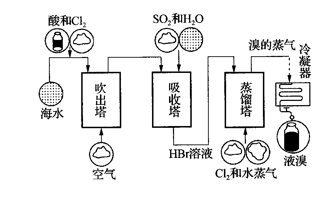 酸和Cl₂
SO₂和H₂O
溴的蒸气
冷凝器
吹出塔
吸收塔
蒸馏塔
海水
HBr溶液
空气
Cl₂和水蒸气
液溴